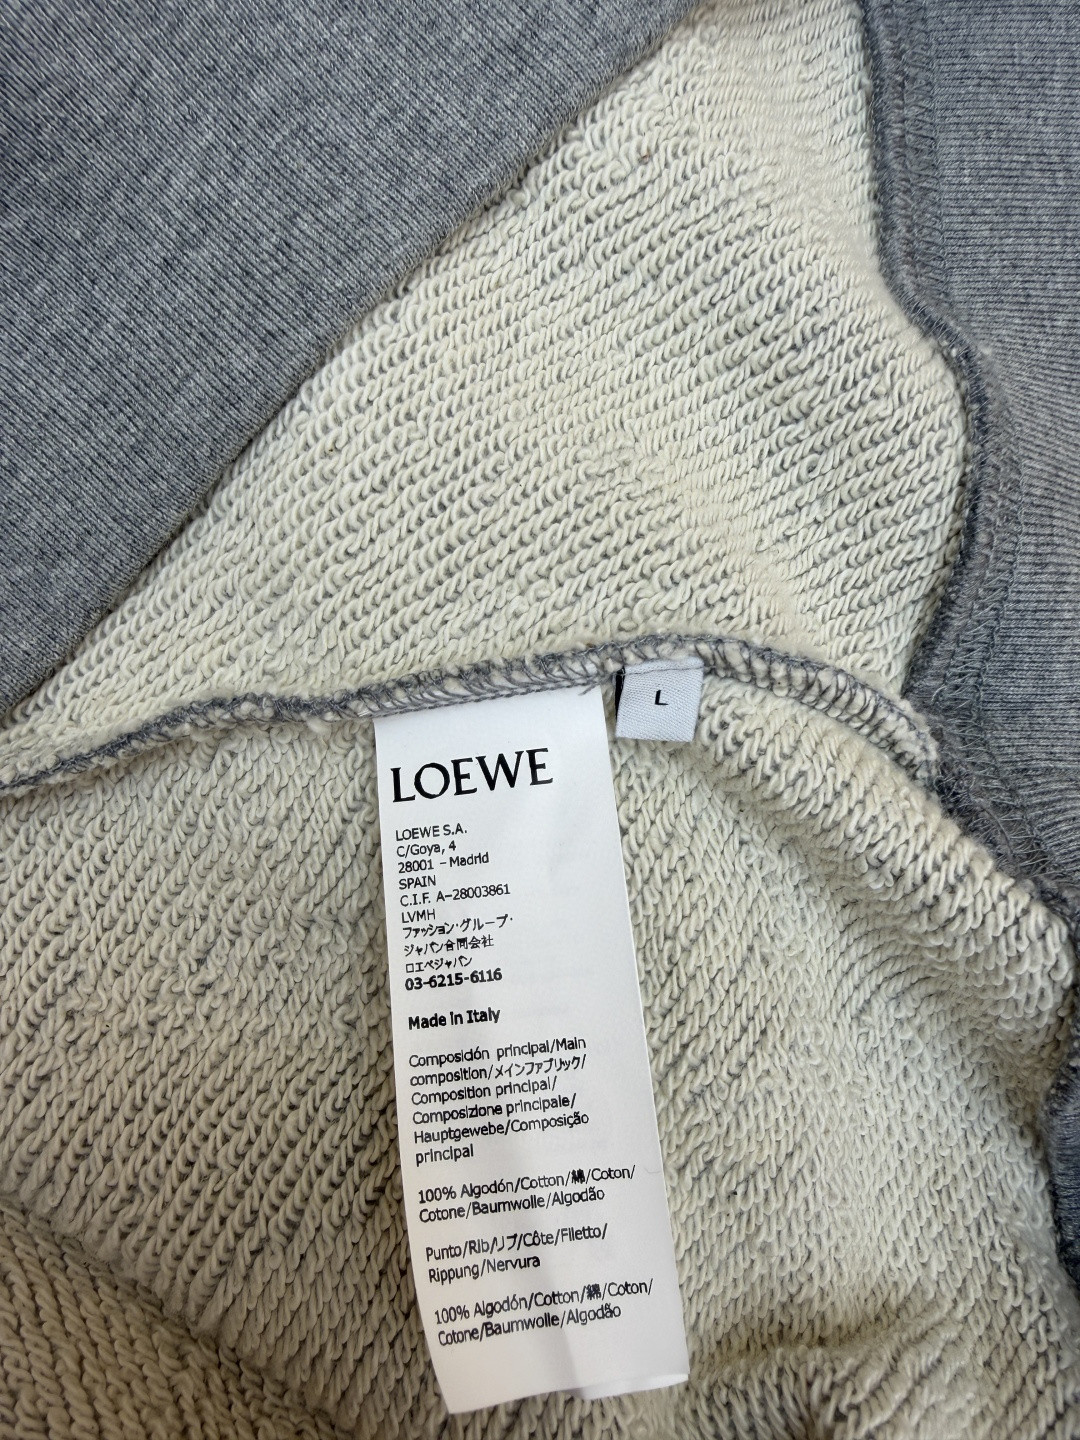 L
LOEWE
LOEWE S.A.
C/Goya, 4
28001 - Madrid
SPAIN
C.I.F. A-28003861
LVMH
ファッション・グループ・
ジャパン合同会社
ロエベジャパン
03-6215-6116
Made in Italy
Composición principal/Main
composition/メインファブリック/
Composition principal/
Composizione principale/
Hauptgewebe/Composição
principal
100% Algodón/Cotton/綿/Coton/
Cotone/Baumwolle/Algodão
Punto/Rib/リブ/Côte/Filetto/
Rippung/Nervura
100% Algodón/Cotton/綿/Coton/
Cotone/Baumwolle/Algodão